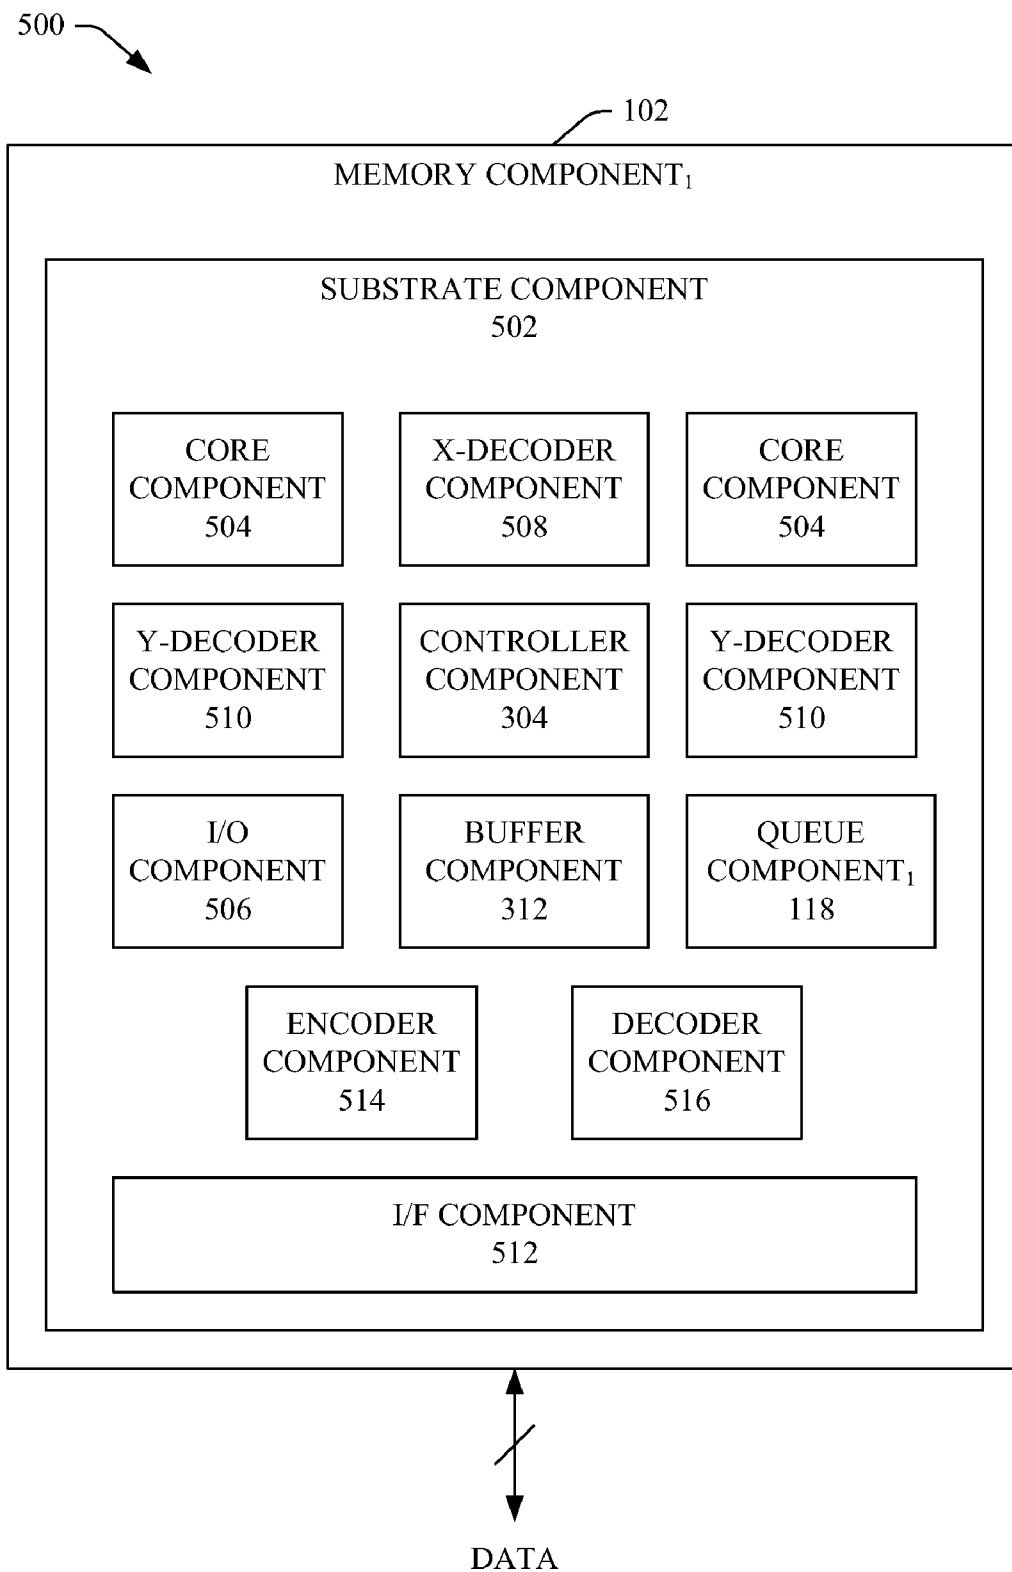 500
102
MEMORY COMPONENT₁
SUBSTRATE COMPONENT
502
CORE
COMPONENT
504
X-DECODER
COMPONENT
508
CORE
COMPONENT
504
Y-DECODER
COMPONENT
510
CONTROLLER
COMPONENT
304
Y-DECODER
COMPONENT
510
I/O
COMPONENT
506
BUFFER
COMPONENT
312
QUEUE
COMPONENT₁
118
ENCODER
COMPONENT
514
DECODER
COMPONENT
516
I/F COMPONENT
512
DATA